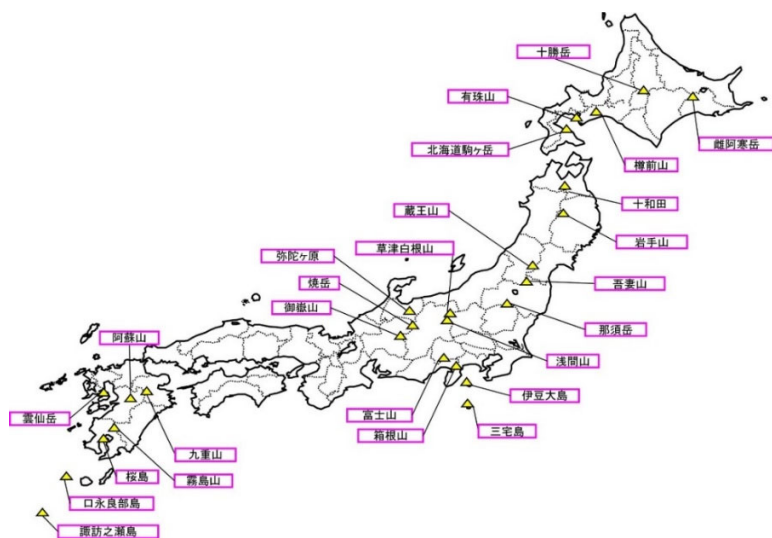 十勝岳
有珠山
北海道駒ヶ岳
雌阿寒岳
樽前山
十和田
蔵王山
岩手山
草津白根山
弥陀ヶ原
焼岳
吾妻山
御嶽山
那須岳
阿蘇山
浅間山
伊豆大島
富士山
雲仙岳
三宅島
箱根山
九重山
桜島
霧島山
口永良部島
諏訪之瀬島